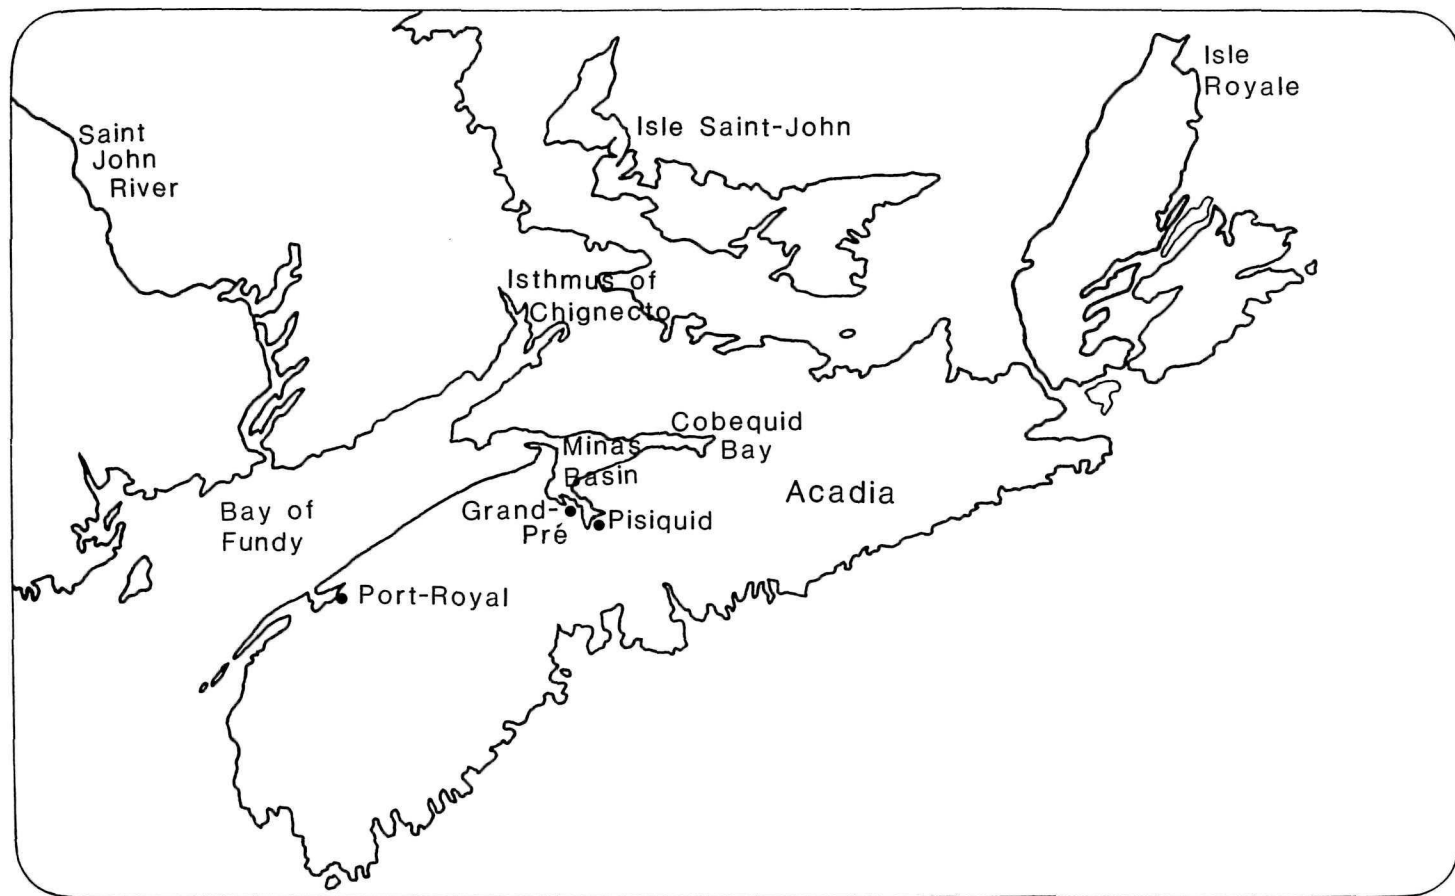 Isle
Royale
Isle Saint-John
Saint
John
River
Isthmus of
Chignecto
Cobequid
Bay
Minas
Basin
Acadia
Bay of
Fundy
Grand-
Pré
Pisiquid
Port-Royal